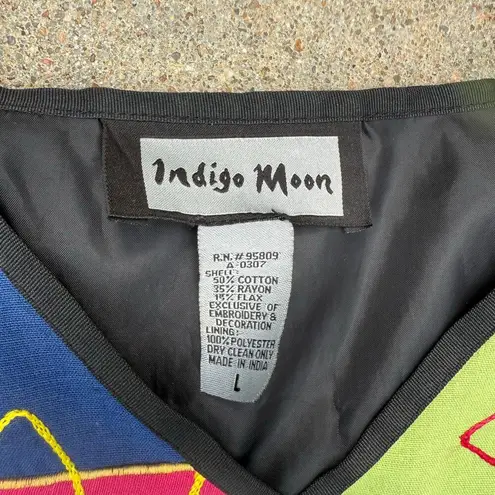 Indigo Moon
R.N. # 95809
A-0307
SHELL:
50% COTTON
35% RAYON
15% FLAX
EXCLUSIVE OF
EMBROIDERY &
DECORATION
LINING:
100% POLYESTER
DRY CLEAN ONLY
MADE IN INDIA
L